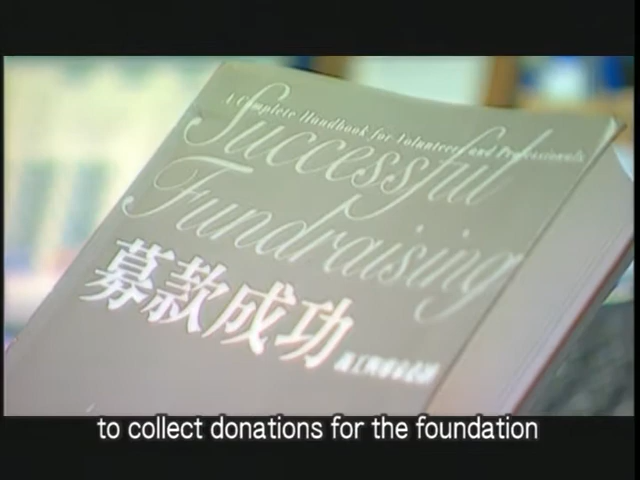 A Complete Handbook for Volunteers and Professionals
Successful
Fundraising
募款成功
to collect donations for the foundation